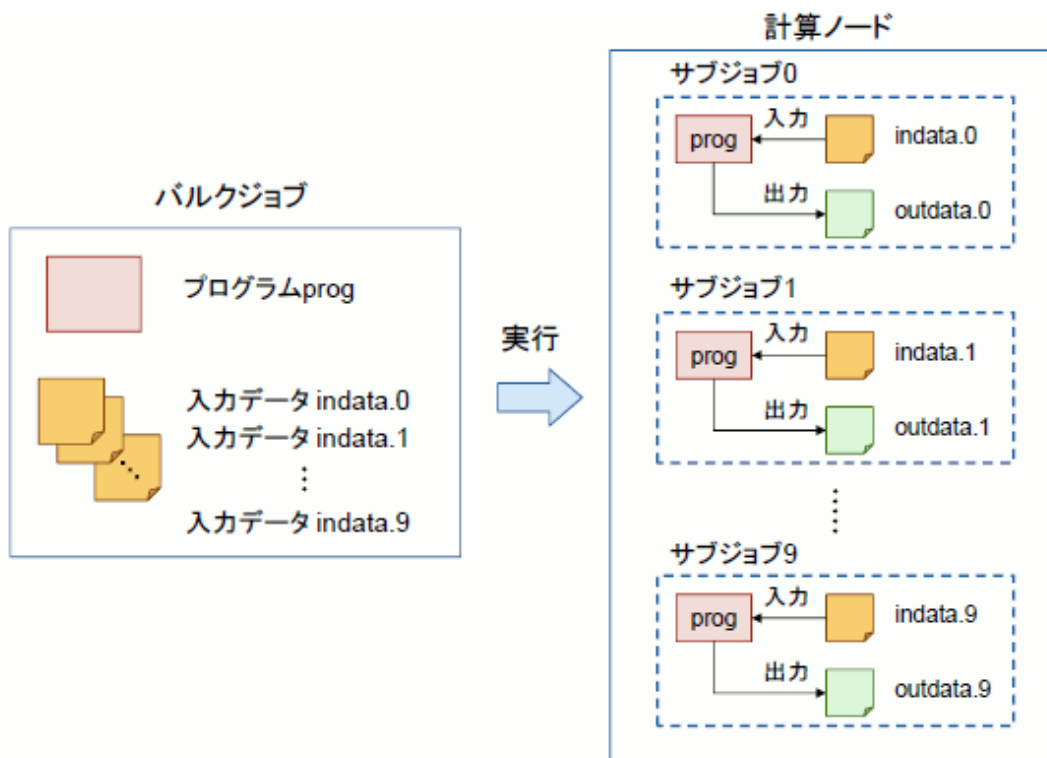 バルクジョブ
プログラムprog
入力データ indata.0
入力データ indata.1
入力データ indata.9
実行
計算ノード
サブジョブ0
prog
入力
indata.0
出力
outdata.0
サブジョブ1
prog
入力
indata.1
出力
outdata.1
サブジョブ9
prog
入力
indata.9
出力
outdata.9